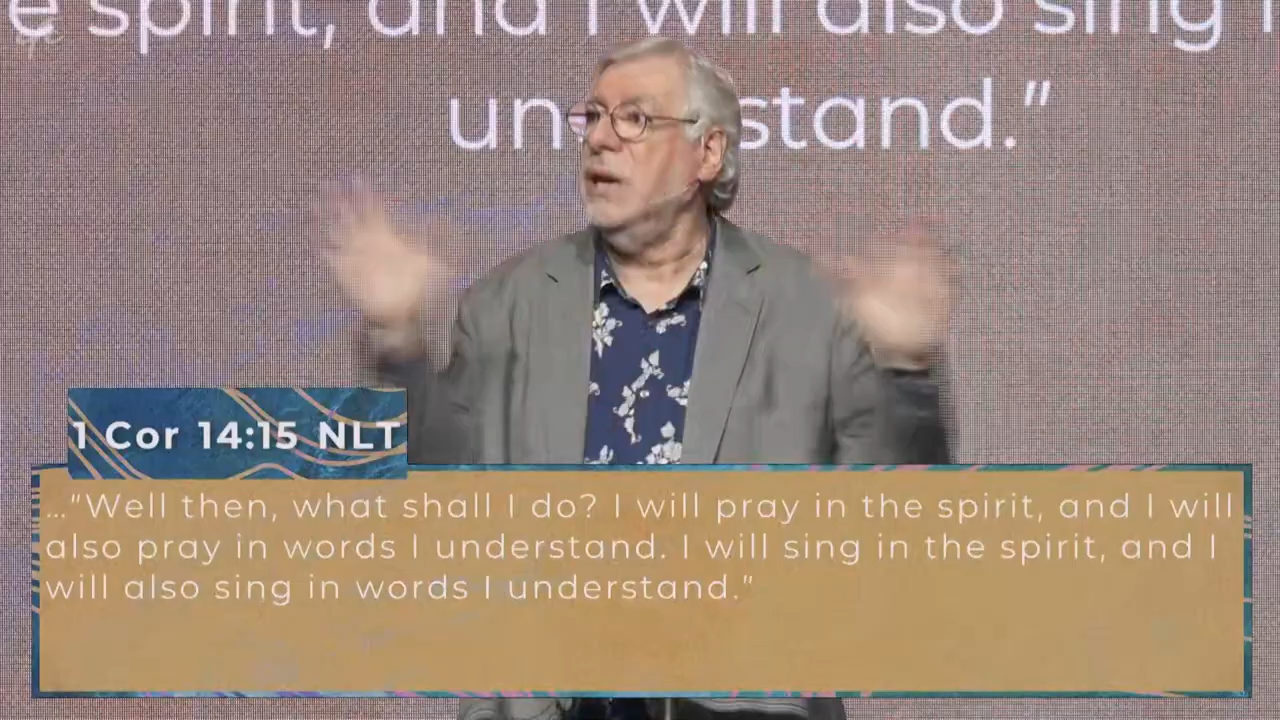 e spirit, and I will also sing i
un stand.”
1 Cor 14:15 NLT
…“Well then, what shall I do? I will pray in the spirit, and I will
also pray in words I understand. I will sing in the spirit, and I
will also sing in words I understand.”